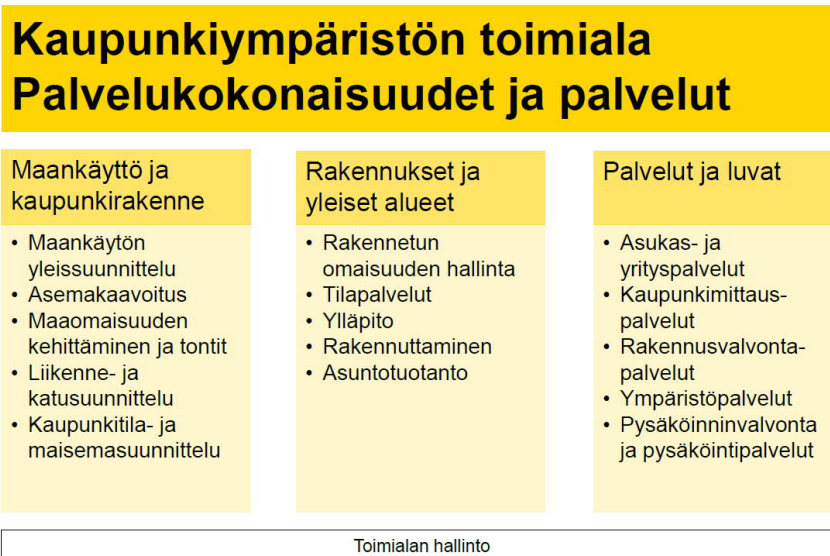 Kaupunkiympäristön toimiala
Palvelukokonaisuudet ja palvelut
Maankäyttö ja
kaupunkirakenne
• Maankäytön
yleissuunnittelu
• Asemakaavoitus
• Maaomaisuuden
kehittäminen ja tontit
• Liikenne- ja
katusuunnittelu
• Kaupunkitila- ja
maisemasuunnittelu
Rakennukset ja
yleiset alueet
• Rakennetun
omaisuuden hallinta
• Tilapalvelut
• Ylläpito
• Rakennuttaminen
• Asuntotuotanto
Palvelut ja luvat
• Asukas- ja
yrityspalvelut
• Kaupunkimittaus-
palvelut
• Rakennusvalvonta-
palvelut
• Ympäristöpalvelut
• Pysäköinninvalvonta
ja pysäköintipalvelut
Toimialan hallinto